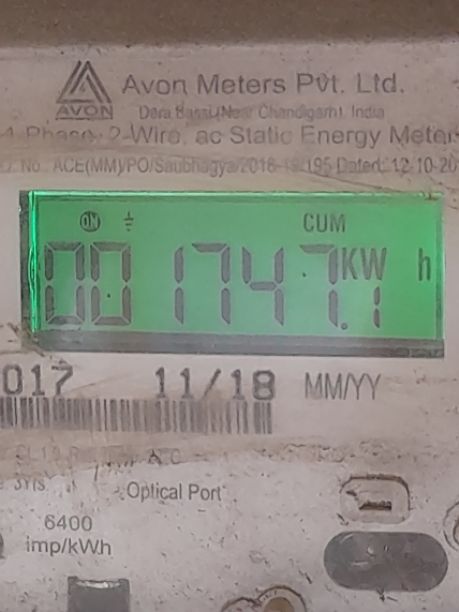 Avon Meters Pvt. Ltd.
AVON
Dera Bassi (Near Chandigarh), India
1 Phase, 2-Wire, ac Static Energy Meter
No. ACE(MM)/PO/Saubhagya/2018-19/195 Dated: 12-10-20
CUM
001747.1 KW h
017 11/18 MM/YY
Optical Port
6400
imp/kWh